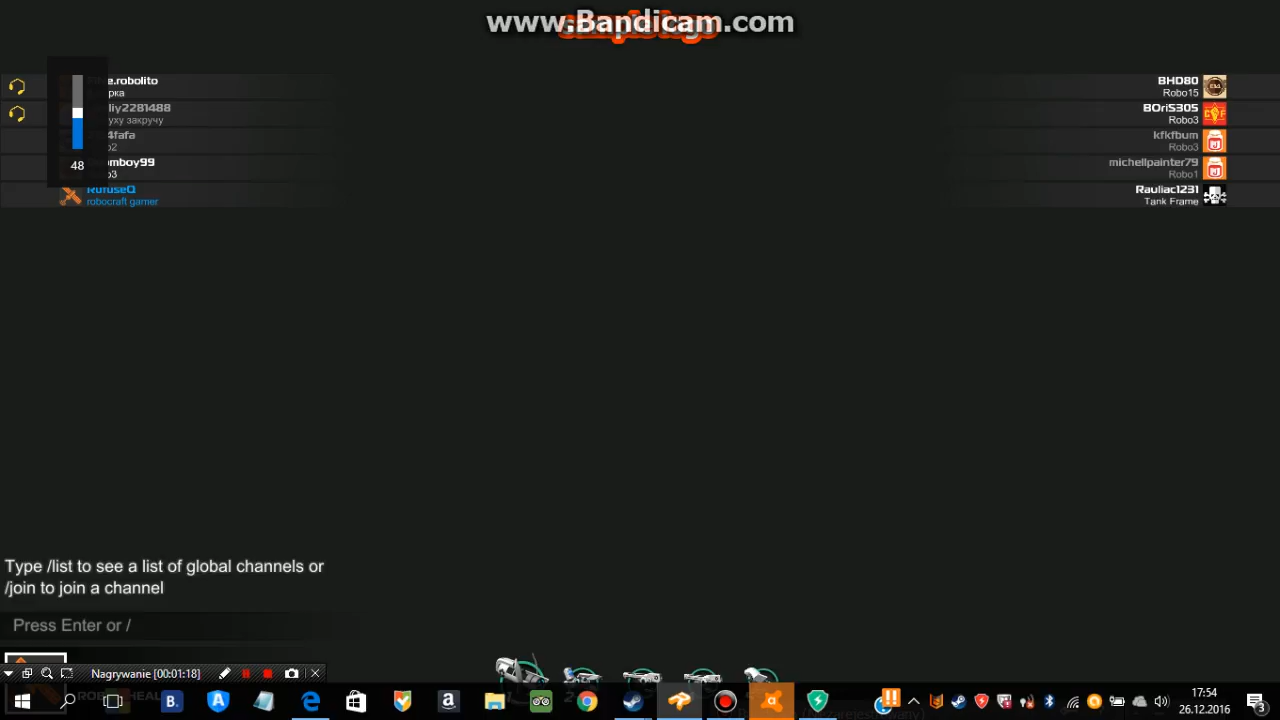 www.Bandicam.com
.robolito
BHD80
Robo15
liy2281488
уху закручу
BOriS305
Robo3
4fafa
kfkfbum
Robo3
mboy99
michellpainter79
Robo1
48
RufuseQ
robocraft gamer
Rauliac1231
Tank Frame
Type /list to see a list of global channels or
/join to join a channel
Press Enter or /
Nagrywanie [00:01:18]
17:54
26.12.2016